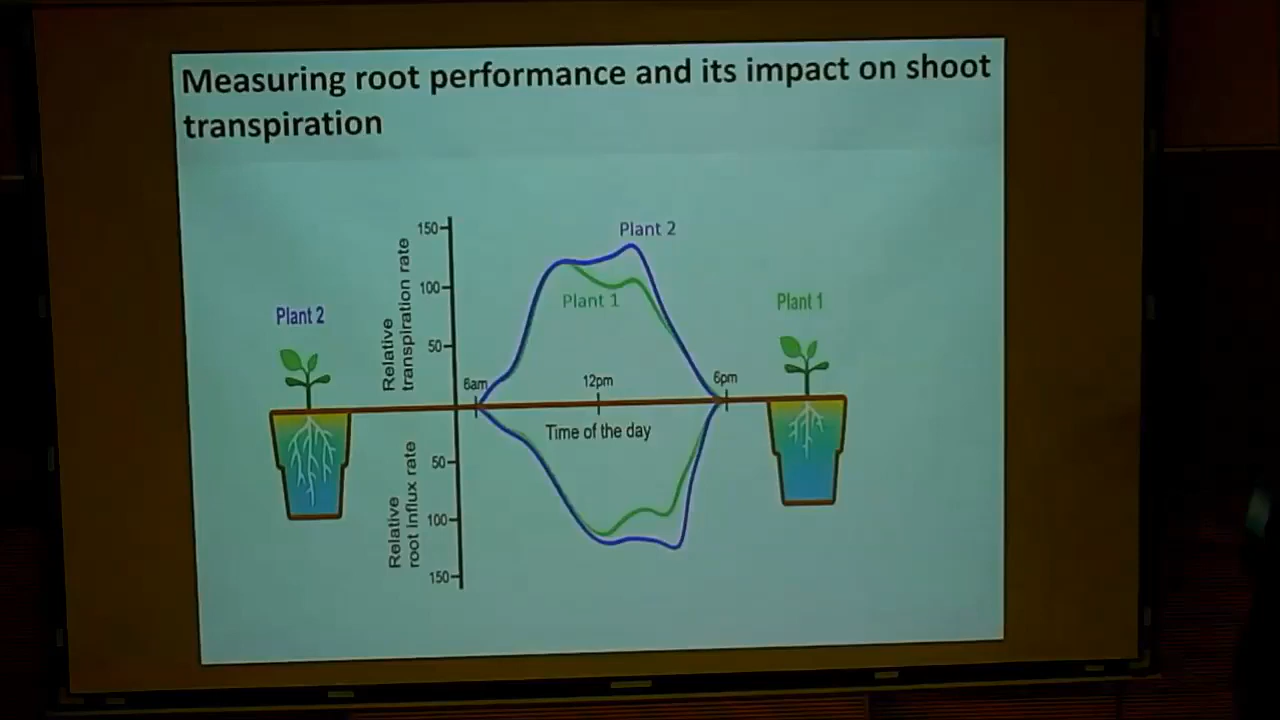 Measuring root performance and its impact on shoot
transpiration
Plant 2
Relative
transpiration rate
150
100
50
Plant 2
Plant 1
Plant 1
6am
12pm
6pm
Time of the day
Relative
root influx rate
50
100
150